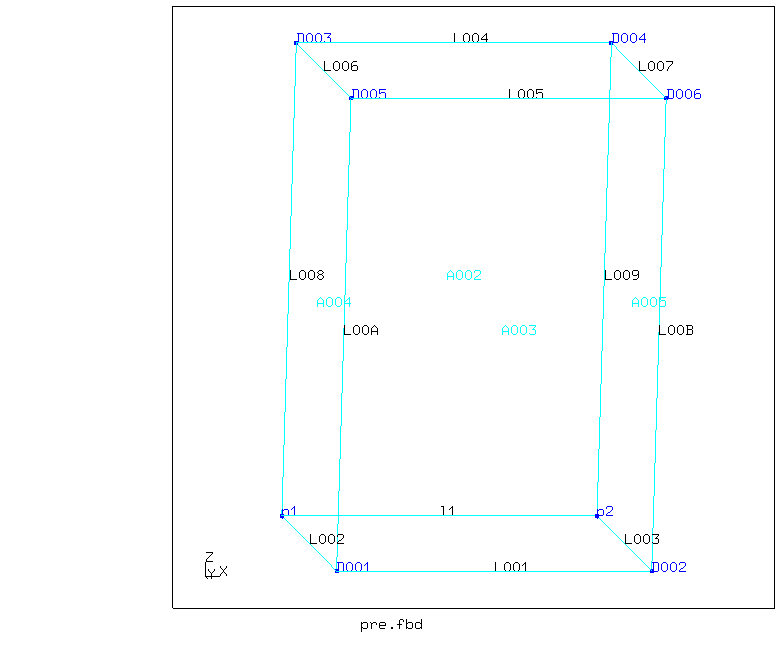 D003 L004 D004
L006 L007
D005 L005 D006
L008 A002 L009
A004 A005
L00A A003 L00B
p1 l1 p2
L002 L003
Z
Y X D001 L001 D002
pre.fbd